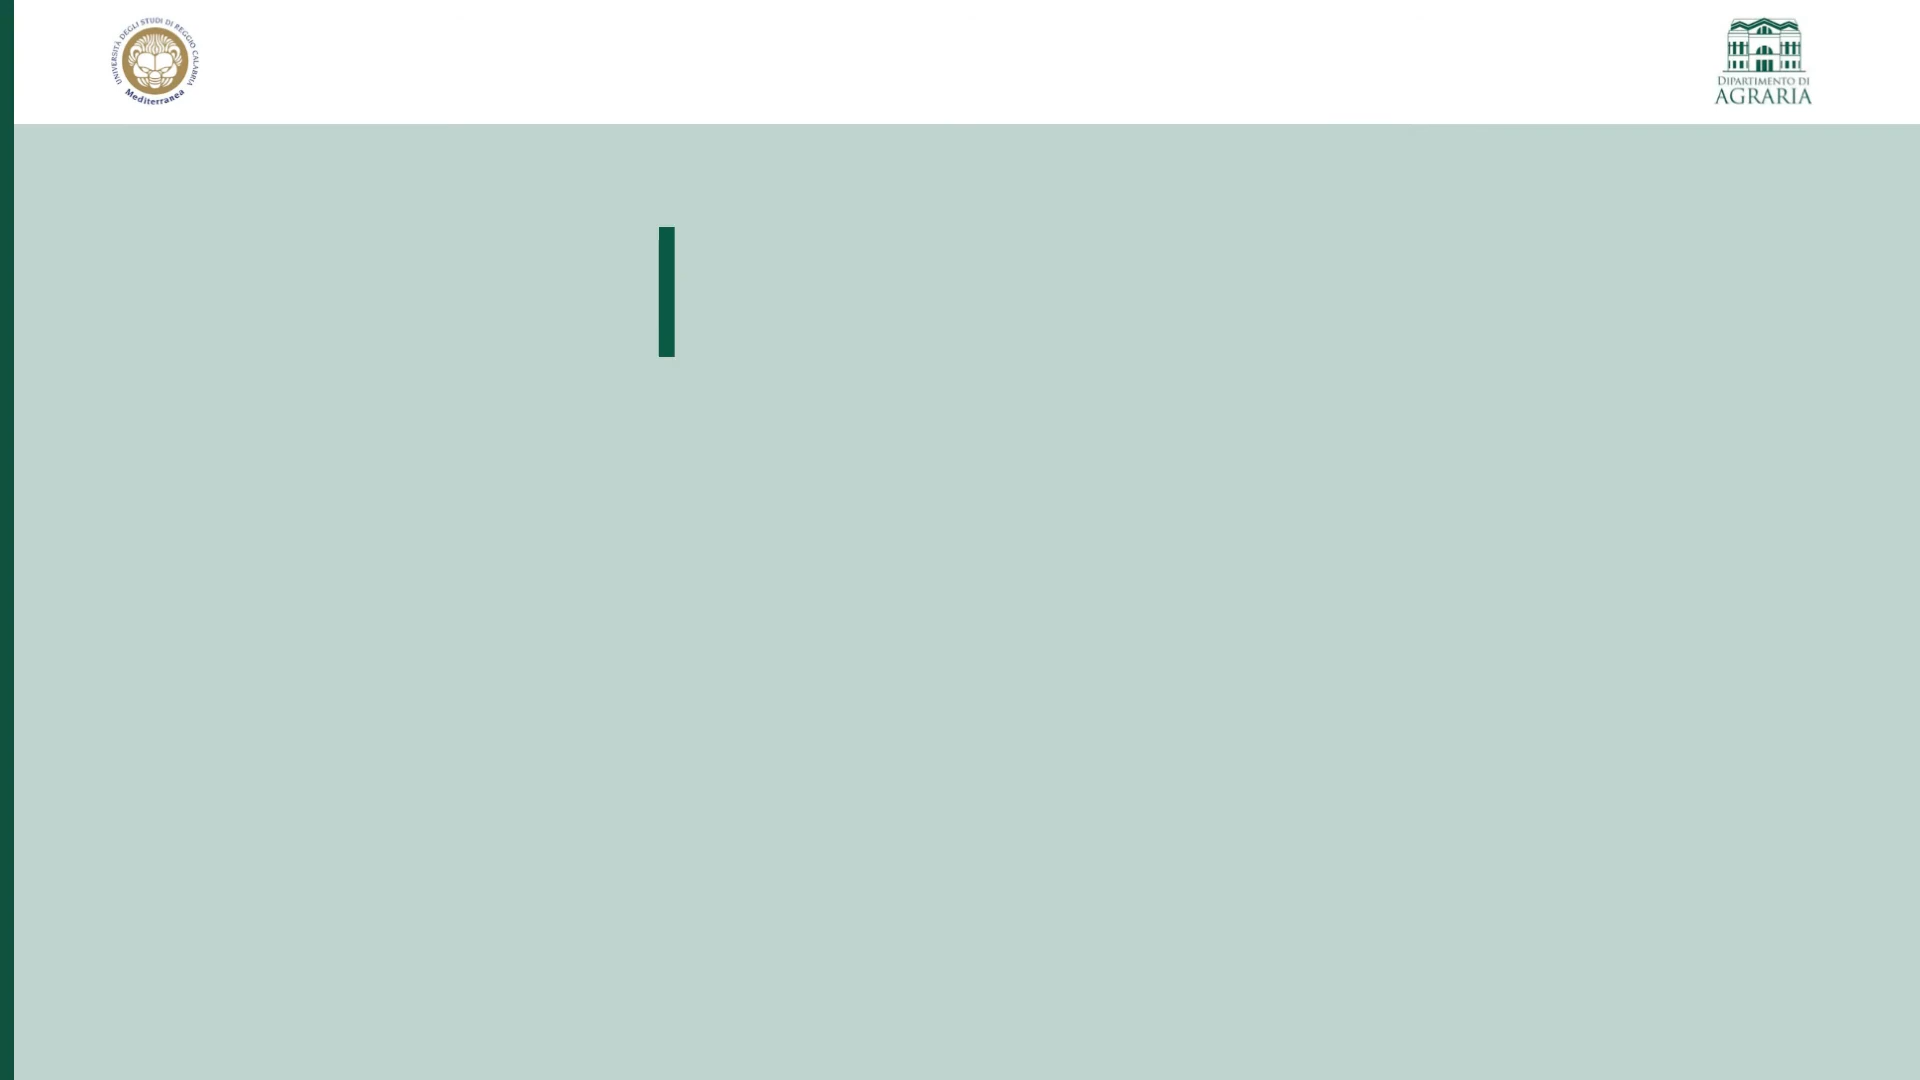 UNIVERSITÀ DEGLI STUDI DI REGGIO CALABRIA
Mediterranea
DIPARTIMENTO DI
AGRARIA